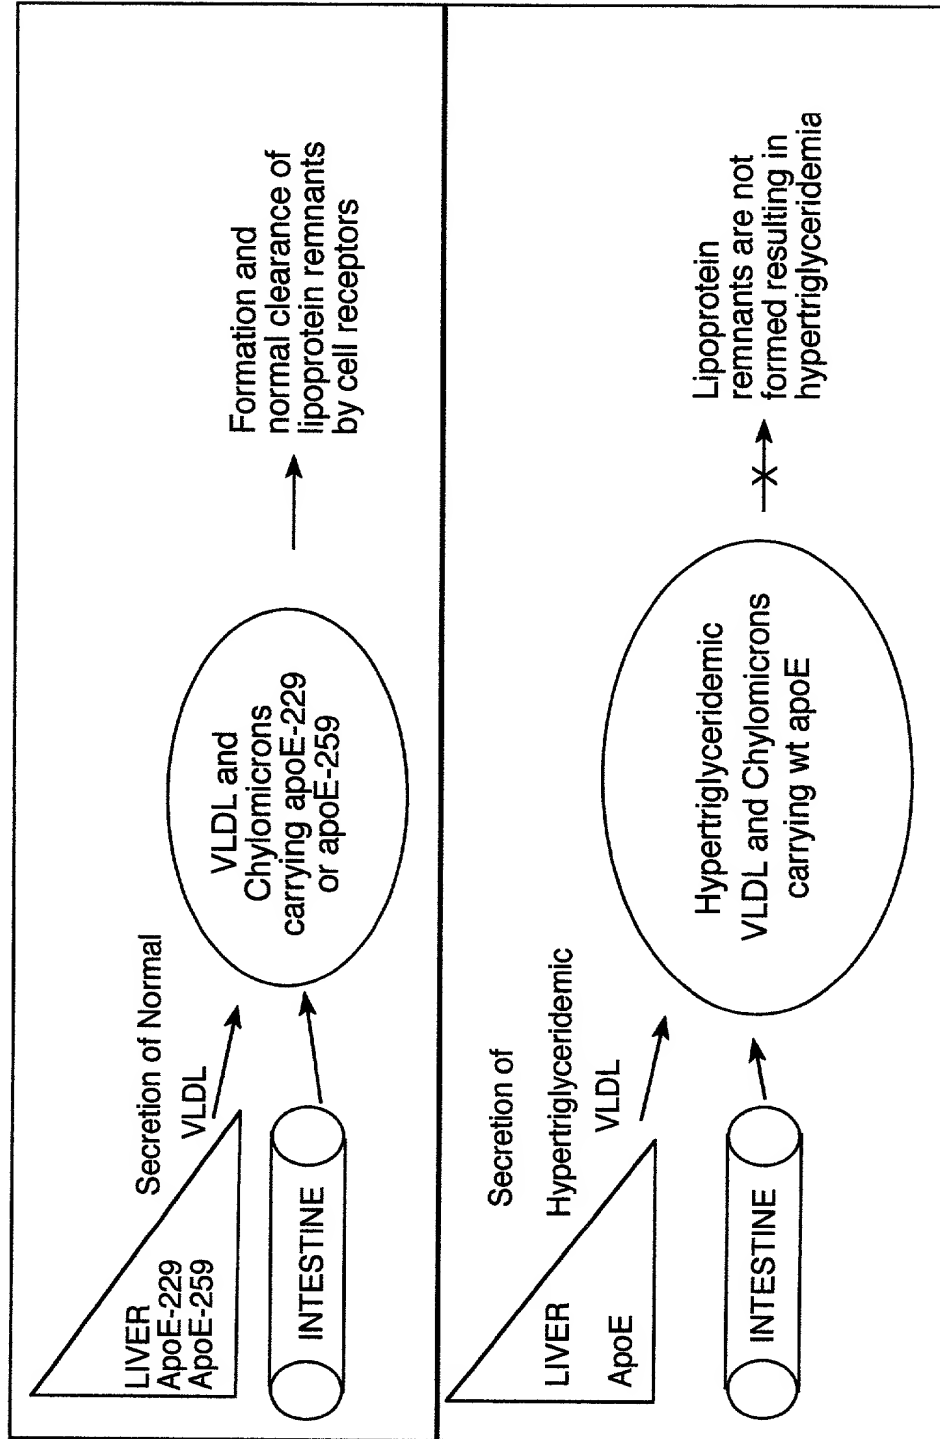 LIVER
ApoE-229
ApoE-259
Secretion of Normal
VLDL
INTESTINE
VLDL and
Chylomicrons
carrying apoE-229
or apoE-259
Formation and
normal clearance of
lipoprotein remnants
by cell receptors
LIVER
ApoE
Secretion of
Hypertriglyceridemic
VLDL
INTESTINE
Hypertriglyceridemic
VLDL and Chylomicrons
carrying wt apoE
X
Lipoprotein
remnants are not
formed resulting in
hypertriglyceridemia